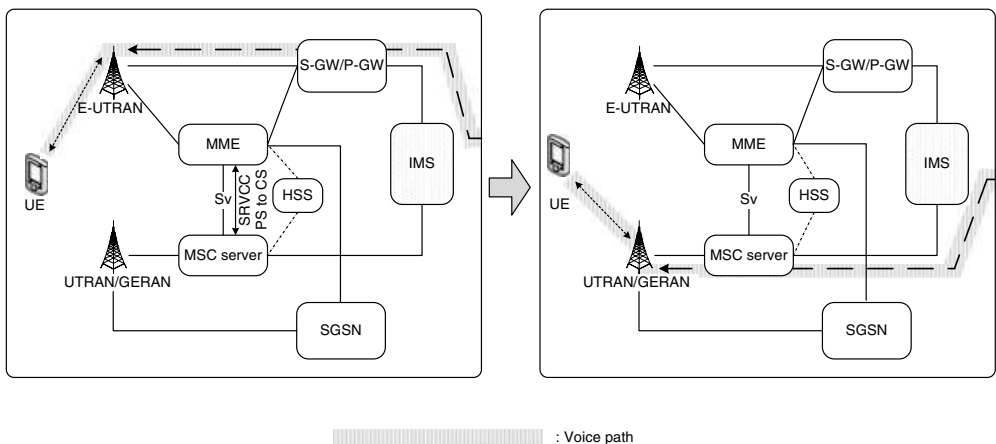 S-GW/P-GW
E-UTRAN
MME
IMS
UE
Sv
SRVCC
PS to CS
HSS
MSC server
UTRAN/GERAN
SGSN
S-GW/P-GW
E-UTRAN
MME
IMS
UE
Sv
HSS
MSC server
UTRAN/GERAN
SGSN
: Voice path